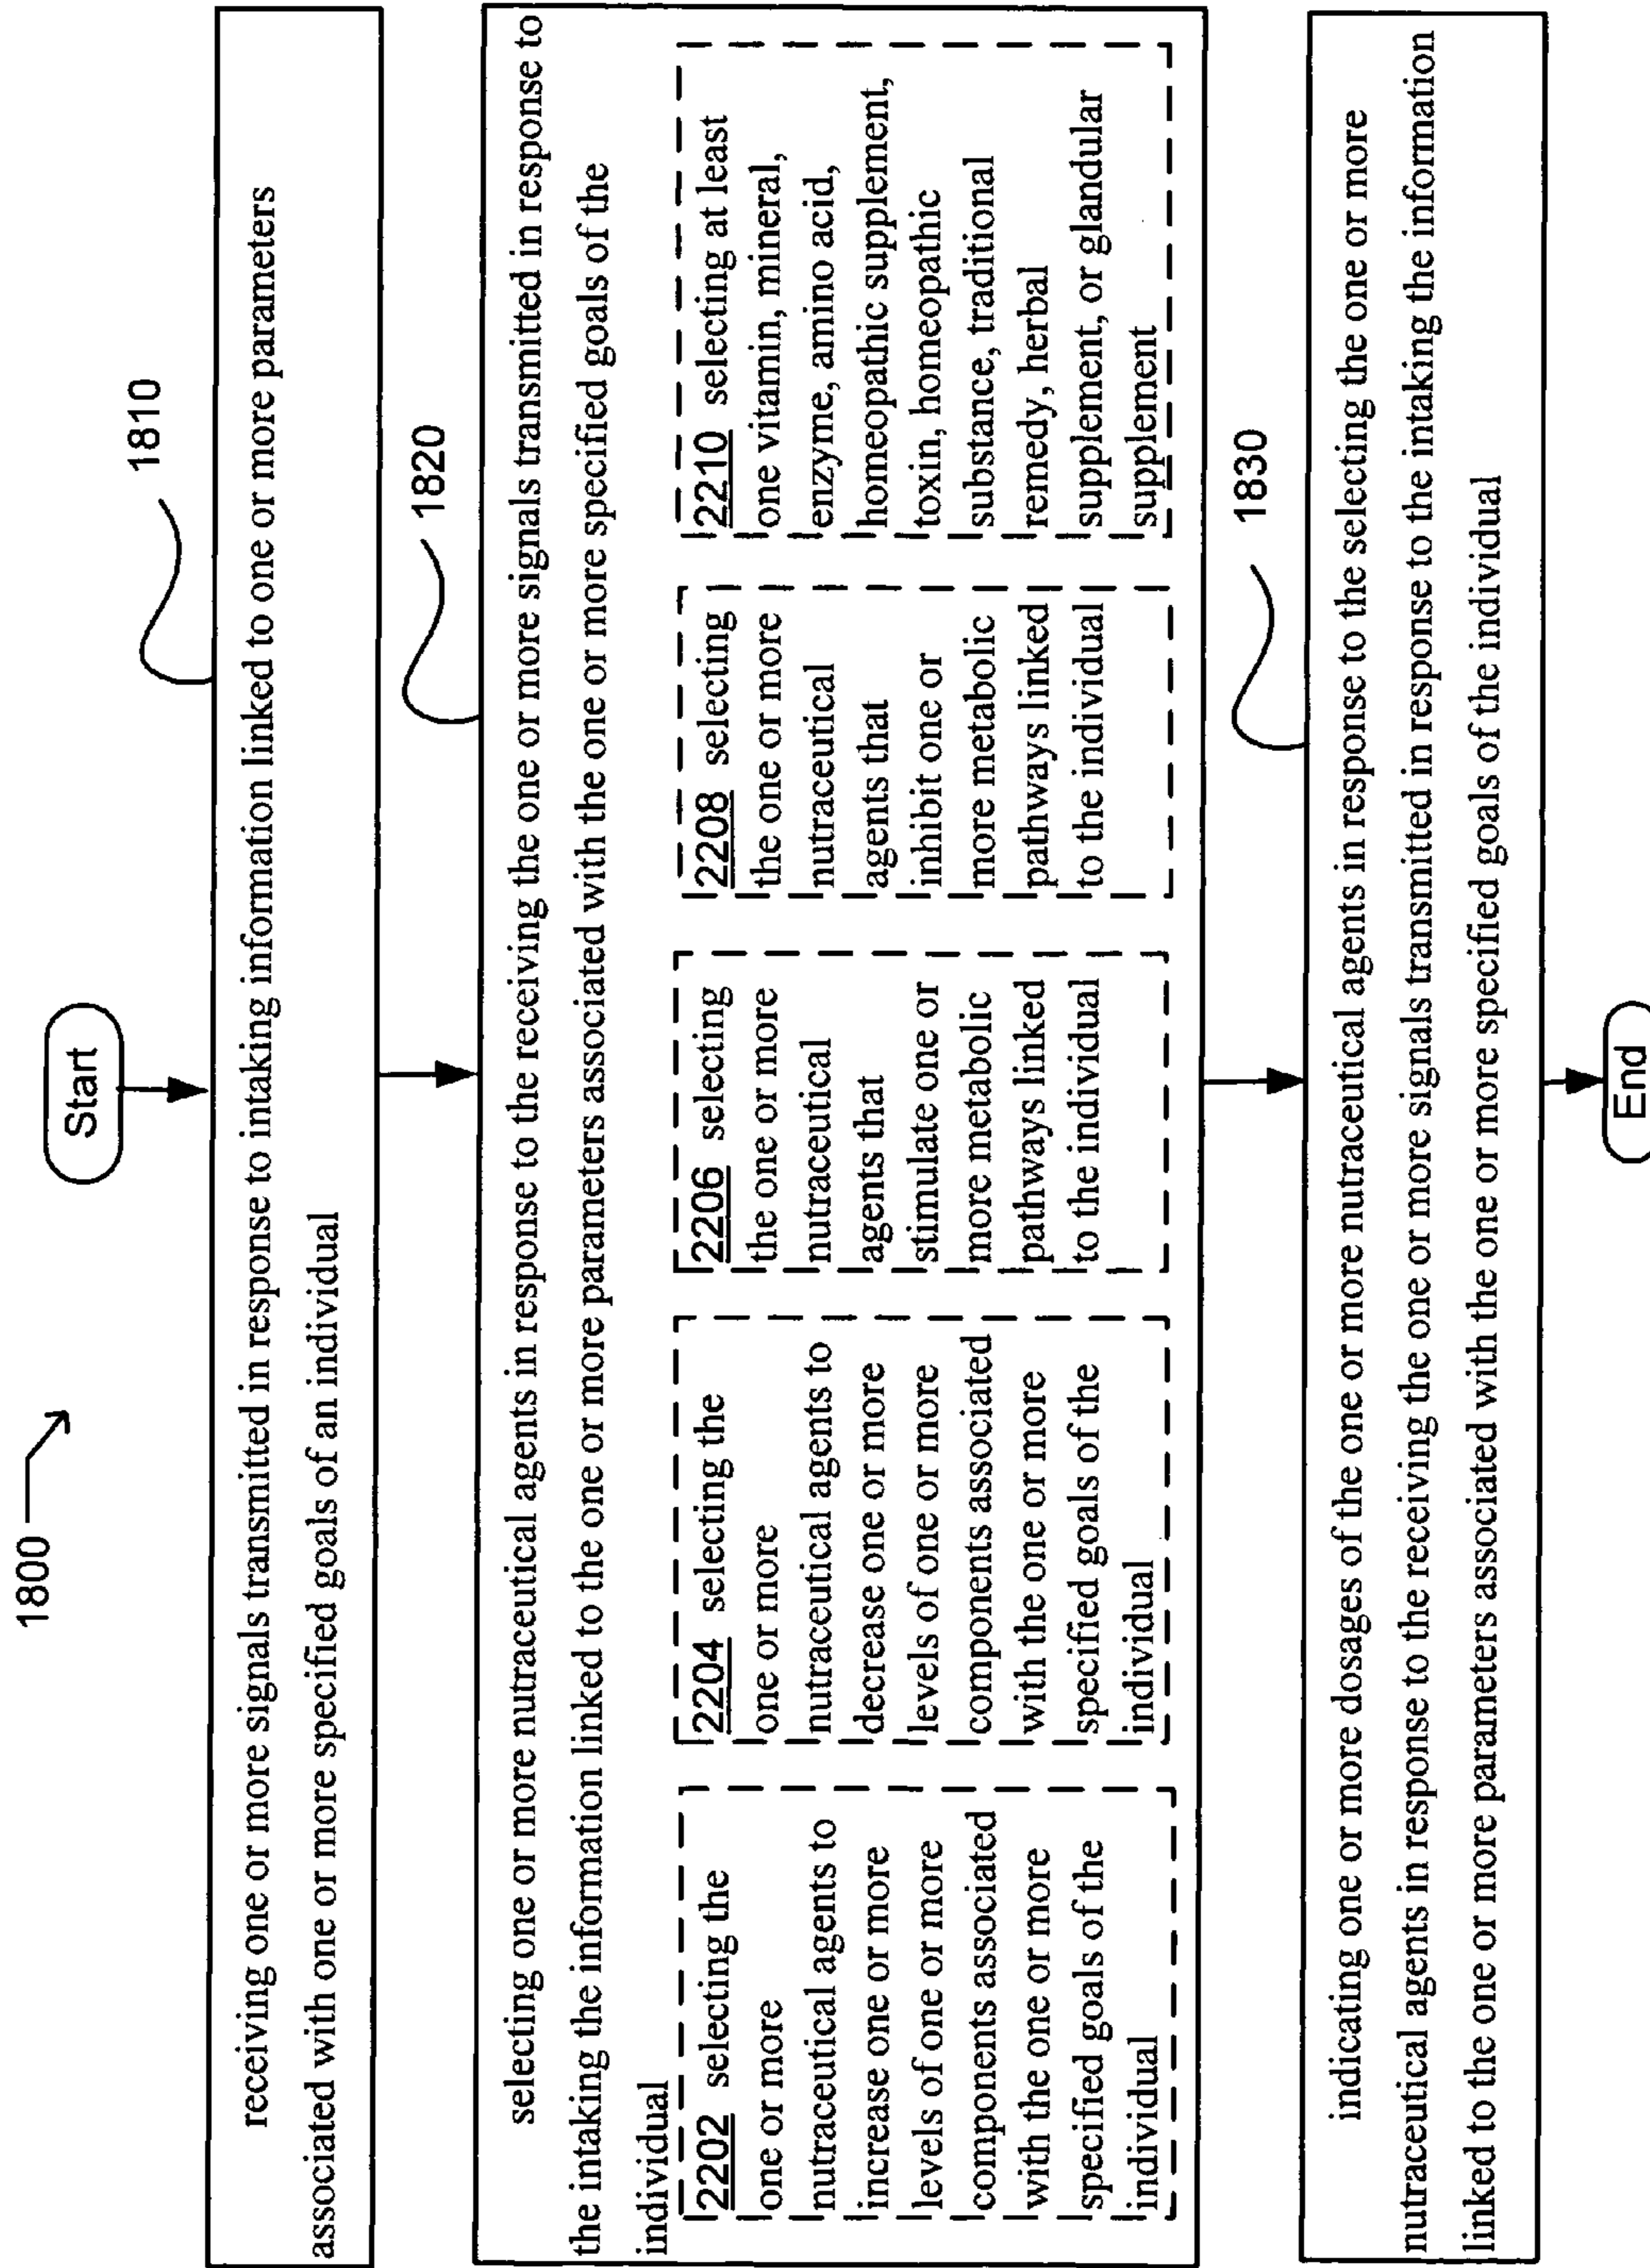 1800
Start
1810
receiving one or more signals transmitted in response to intaking information linked to one or more parameters
associated with one or more specified goals of an individual
1820
selecting one or more nutraceutical agents in response to the receiving the one or more signals transmitted in response to
the intaking the information linked to the one or more parameters associated with the one or more specified goals of the
individual
2202 selecting the
one or more
nutraceutical agents to
increase one or more
levels of one or more
components associated
with the one or more
specified goals of the
individual
2204 selecting the
one or more
nutraceutical agents to
decrease one or more
levels of one or more
components associated
with the one or more
specified goals of the
individual
2206 selecting
the one or more
nutraceutical
agents that
stimulate one or
more metabolic
pathways linked
to the individual
2208 selecting
the one or more
nutraceutical
agents that
inhibit one or
more metabolic
pathways linked
to the individual
2210 selecting at least
one vitamin, mineral,
enzyme, amino acid,
homeopathic supplement,
toxin, homeopathic
substance, traditional
remedy, herbal
supplement, or glandular
supplement
1830
indicating one or more dosages of the one or more nutraceutical agents in response to the selecting the one or more
nutraceutical agents in response to the receiving the one or more signals transmitted in response to the intaking the information
linked to the one or more parameters associated with the one or more specified goals of the individual
End